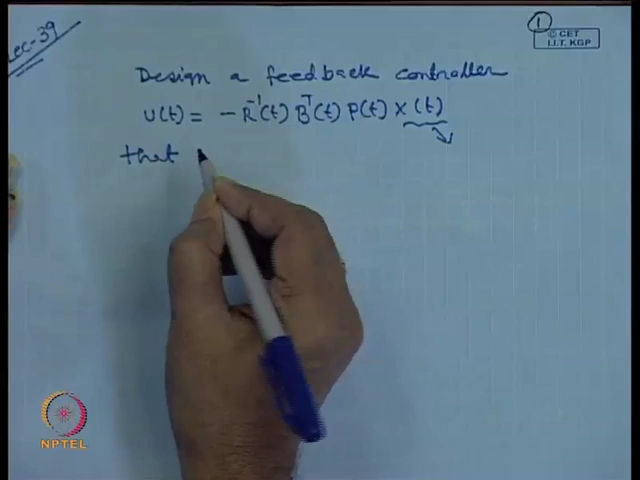 Lec-39
1
© CET
I.I.T. KGP
Design a feedback controller
U(t) = - R⁻¹(t) Bᵀ(t) P(t) X(t)
that
NPTEL